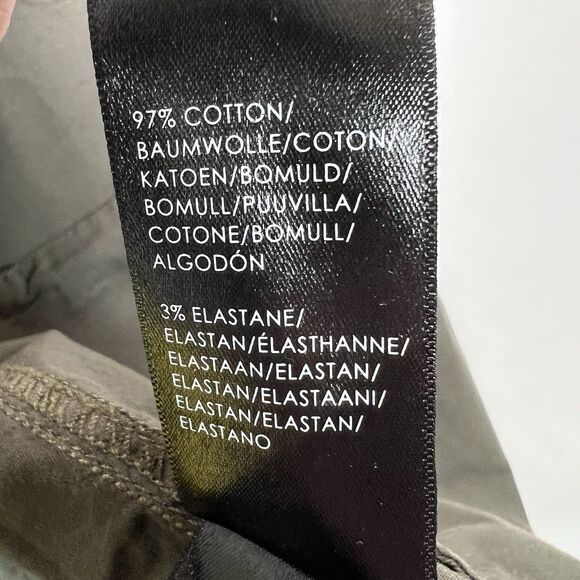 97% COTTON/
BAUMWOLLE/COTON/
KATOEN/BOMULD/
BOMULL/PUUVILLA/
COTONE/BOMULL/
ALGODÓN
3% ELASTANE/
ELASTAN/ÉLASTHANNE/
ELASTAAN/ELASTAN/
ELASTAN/ELASTAANI/
ELASTAN/ELASTAN/
ELASTANO